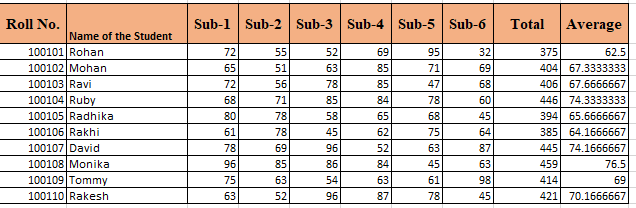 Roll No. Name of the Student Sub-1 Sub-2 Sub-3 Sub-4 Sub-5 Sub-6 Total Average
100101 Rohan 72 55 52 69 95 32 375 62.5
100102 Mohan 65 51 63 85 71 69 404 67.3333333
100103 Ravi 72 56 78 85 47 68 406 67.6666667
100104 Ruby 68 71 85 84 78 60 446 74.3333333
100105 Radhika 80 78 58 65 68 45 394 65.6666667
100106 Rakhi 61 78 45 62 75 64 385 64.1666667
100107 David 78 69 96 52 63 87 445 74.1666667
100108 Monika 96 85 86 84 45 63 459 76.5
100109 Tommy 75 63 54 63 61 98 414 69
100110 Rakesh 63 52 96 87 78 45 421 70.1666667